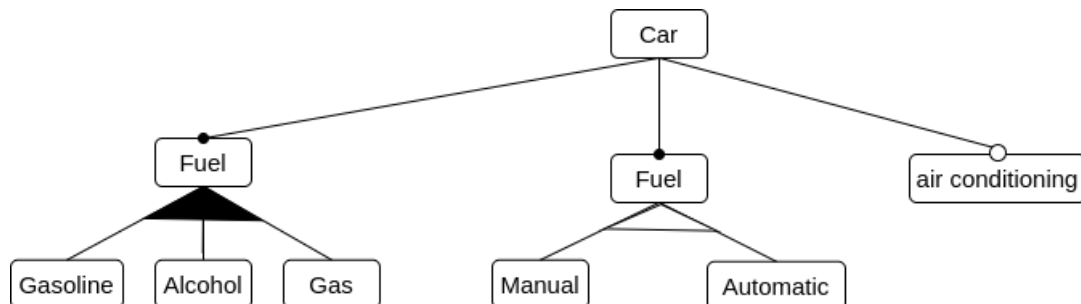 Car
Fuel
Fuel
air conditioning
Gasoline
Alcohol
Gas
Manual
Automatic